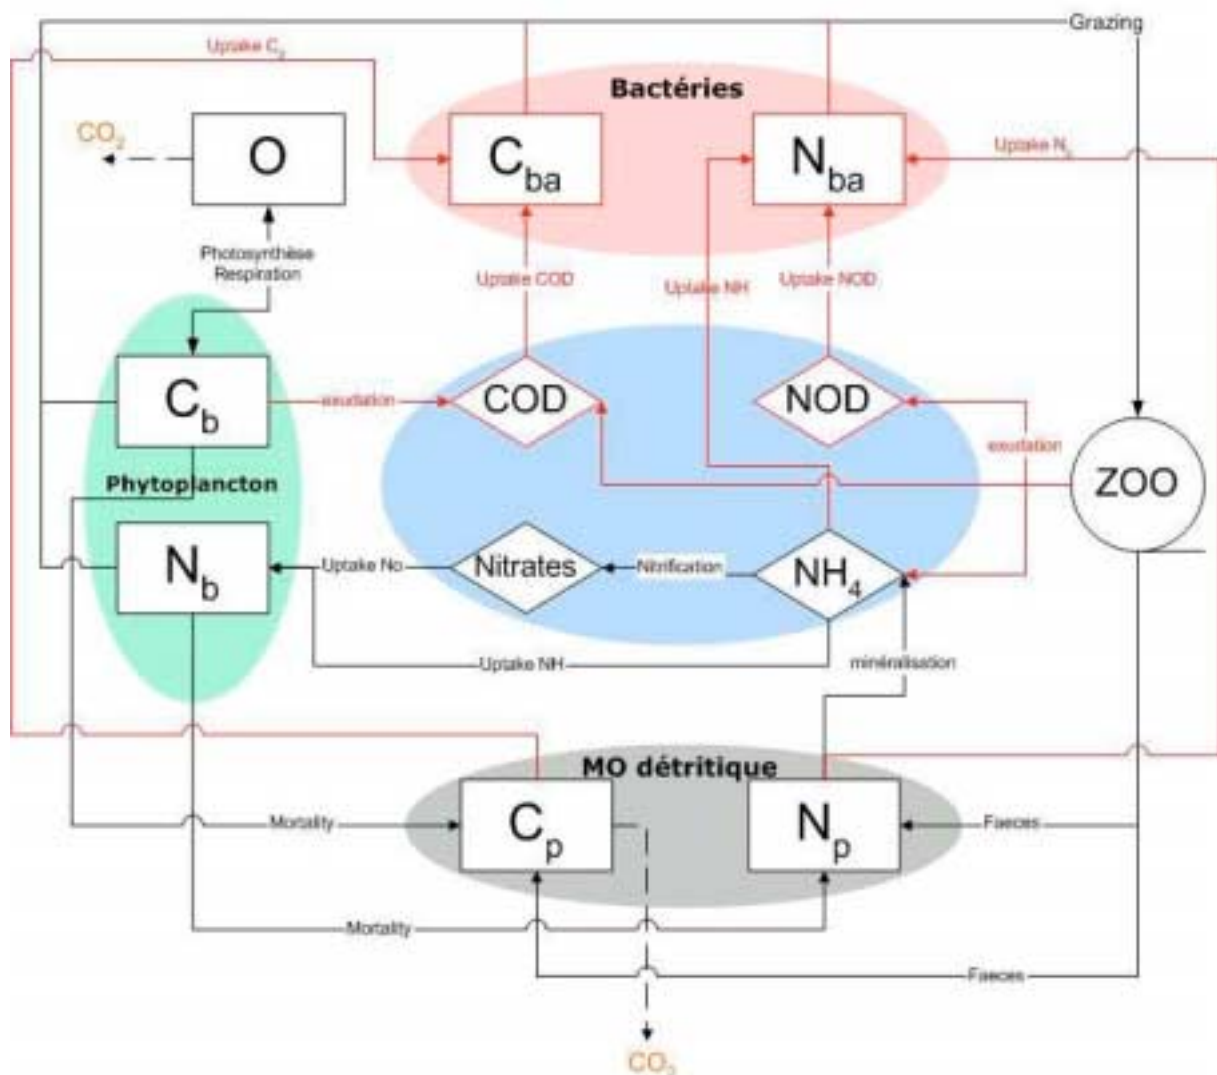 Grazing
Uptake C
Bactéries
CO2
O
Cba
Nba
Uptake N
Photosynthèse
Respiration
Uptake COD
Uptake NH
Uptake NOD
Cb
exudation
COD
NOD
exudation
Phytoplancton
ZOO
Nb
Uptake No
Nitrates
Nitrification
NH4
Uptake NH
minéralisation
MO détritique
Mortality
Cp
Np
Faeces
Mortality
Faeces
CO